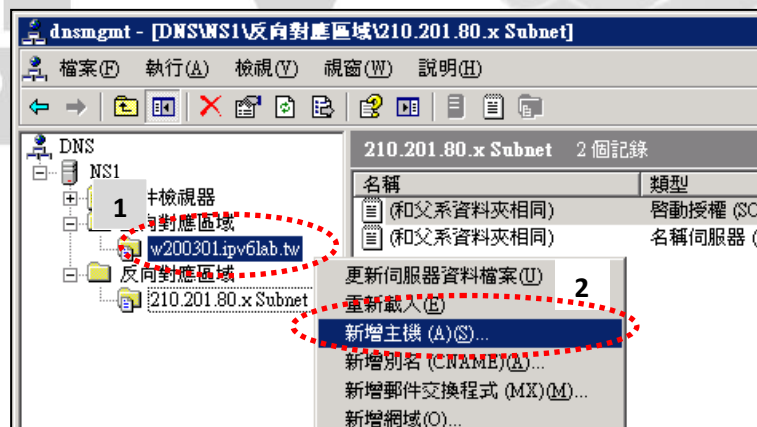 dnsmgmt - [DNS\NS1\反向對應區域\210.201.80.x Subnet]
檔案(F) 執行(A) 檢視(V) 視窗(W) 說明(H)
DNS
NS1
1
件檢視器
向對應區域
w200301.ipv6lab.tw
反向對應區域
210.201.80.x Subnet
210.201.80.x Subnet 2 個記錄
名稱 類型
(和父系資料夾相同) 啓動授權 (SO
(和父系資料夾相同) 名稱伺服器 (
2
更新伺服器資料檔案(U)
重新載入(E)
新增主機 (A)(S)...
新增別名 (CNAME)(A)...
新增郵件交換程式 (MX)(M)...
新增網域(O)...